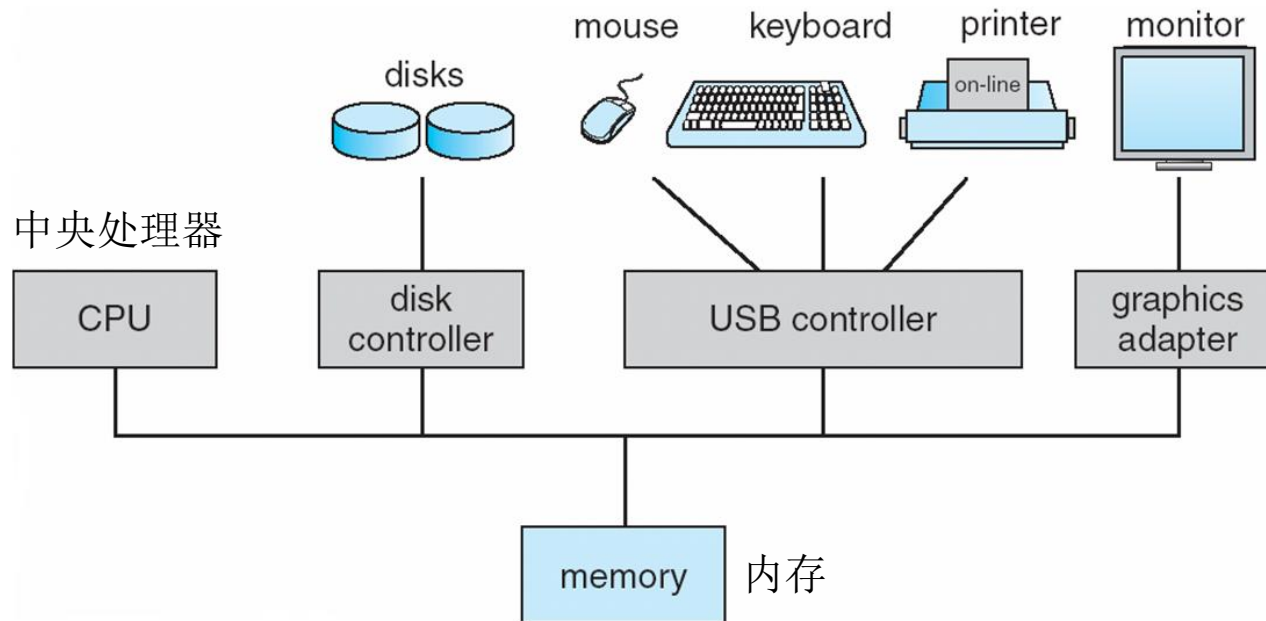 mouse
keyboard
printer
monitor
disks
on-line
中央处理器
CPU
disk
controller
USB controller
graphics
adapter
memory
内存